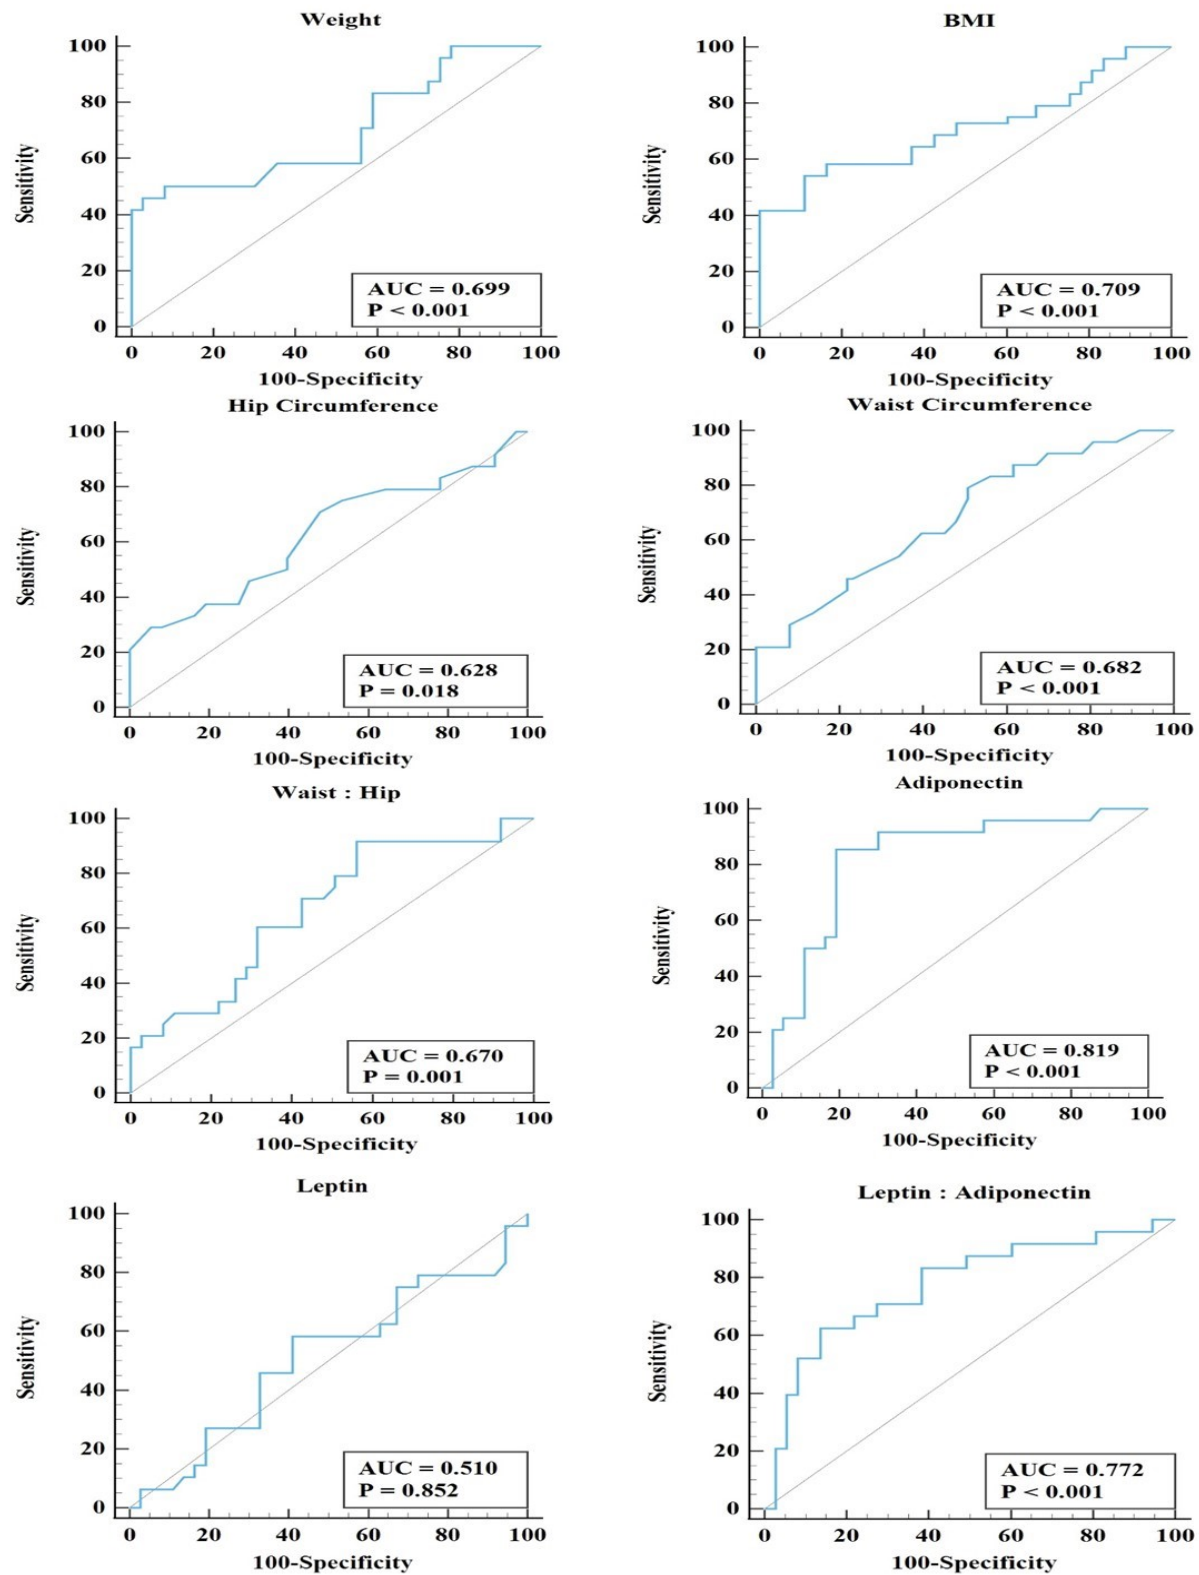 Weight
100
80
60
40
20
0
Sensitivity
AUC = 0.699
P < 0.001
0 20 40 60 80 100
100-Specificity
BMI
100
80
60
40
20
0
Sensitivity
AUC = 0.709
P < 0.001
0 20 40 60 80 100
100-Specificity
Hip Circumference
100
80
60
40
20
0
Sensitivity
AUC = 0.628
P = 0.018
0 20 40 60 80 100
100-Specificity
Waist Circumference
100
80
60
40
20
0
Sensitivity
AUC = 0.682
P < 0.001
0 20 40 60 80 100
100-Specificity
Waist : Hip
100
80
60
40
20
0
Sensitivity
AUC = 0.670
P = 0.001
0 20 40 60 80 100
100-Specificity
Adiponectin
100
80
60
40
20
0
Sensitivity
AUC = 0.819
P < 0.001
0 20 40 60 80 100
100-Specificity
Leptin
100
80
60
40
20
0
Sensitivity
AUC = 0.510
P = 0.852
0 20 40 60 80 100
100-Specificity
Leptin : Adiponectin
100
80
60
40
20
0
Sensitivity
AUC = 0.772
P < 0.001
0 20 40 60 80 100
100-Specificity